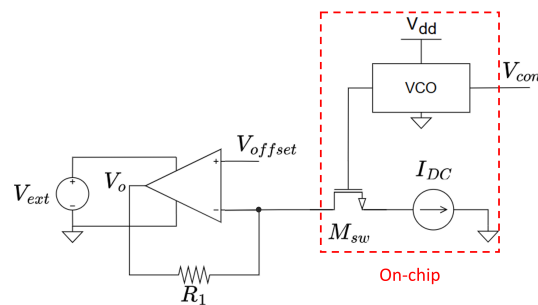 V_dd
VCO
V_con
V_offset
+
I_DC
V_ext
+
−
V_o
−
M_sw
On-chip
R_1